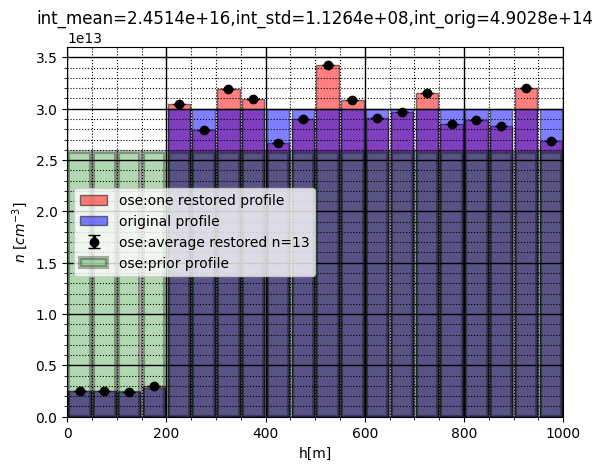 int_mean=2.4514e+16,int_std=1.1264e+08,int_orig=4.9028e+14
1e13
3.5
3.0
2.5
2.0
1.5
1.0
0.5
0.0
n [cm⁻³]
ose:one restored profile
original profile
ose:average restored n=13
ose:prior profile
0 200 400 600 800 1000
h[m]